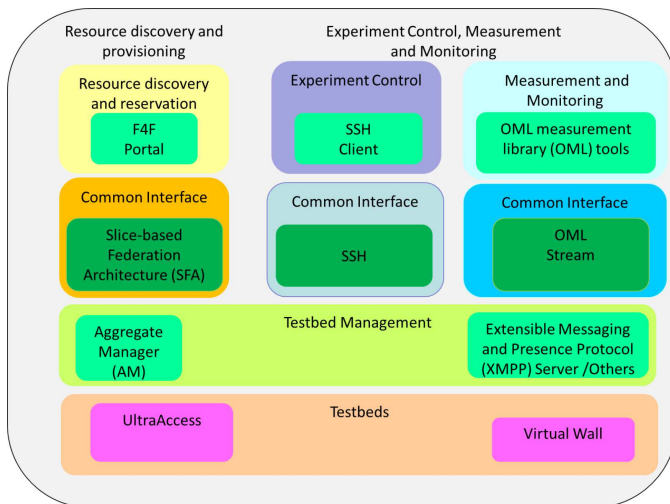 Resource discovery and
provisioning
Experiment Control, Measurement
and Monitoring
Resource discovery
and reservation
F4F
Portal
Experiment Control
SSH
Client
Measurement and
Monitoring
OML measurement
library (OML) tools
Common Interface
Slice-based
Federation
Architecture (SFA)
Common Interface
SSH
Common Interface
OML
Stream
Testbed Management
Aggregate
Manager
(AM)
Extensible Messaging
and Presence Protocol
(XMPP) Server /Others
Testbeds
UltraAccess
Virtual Wall